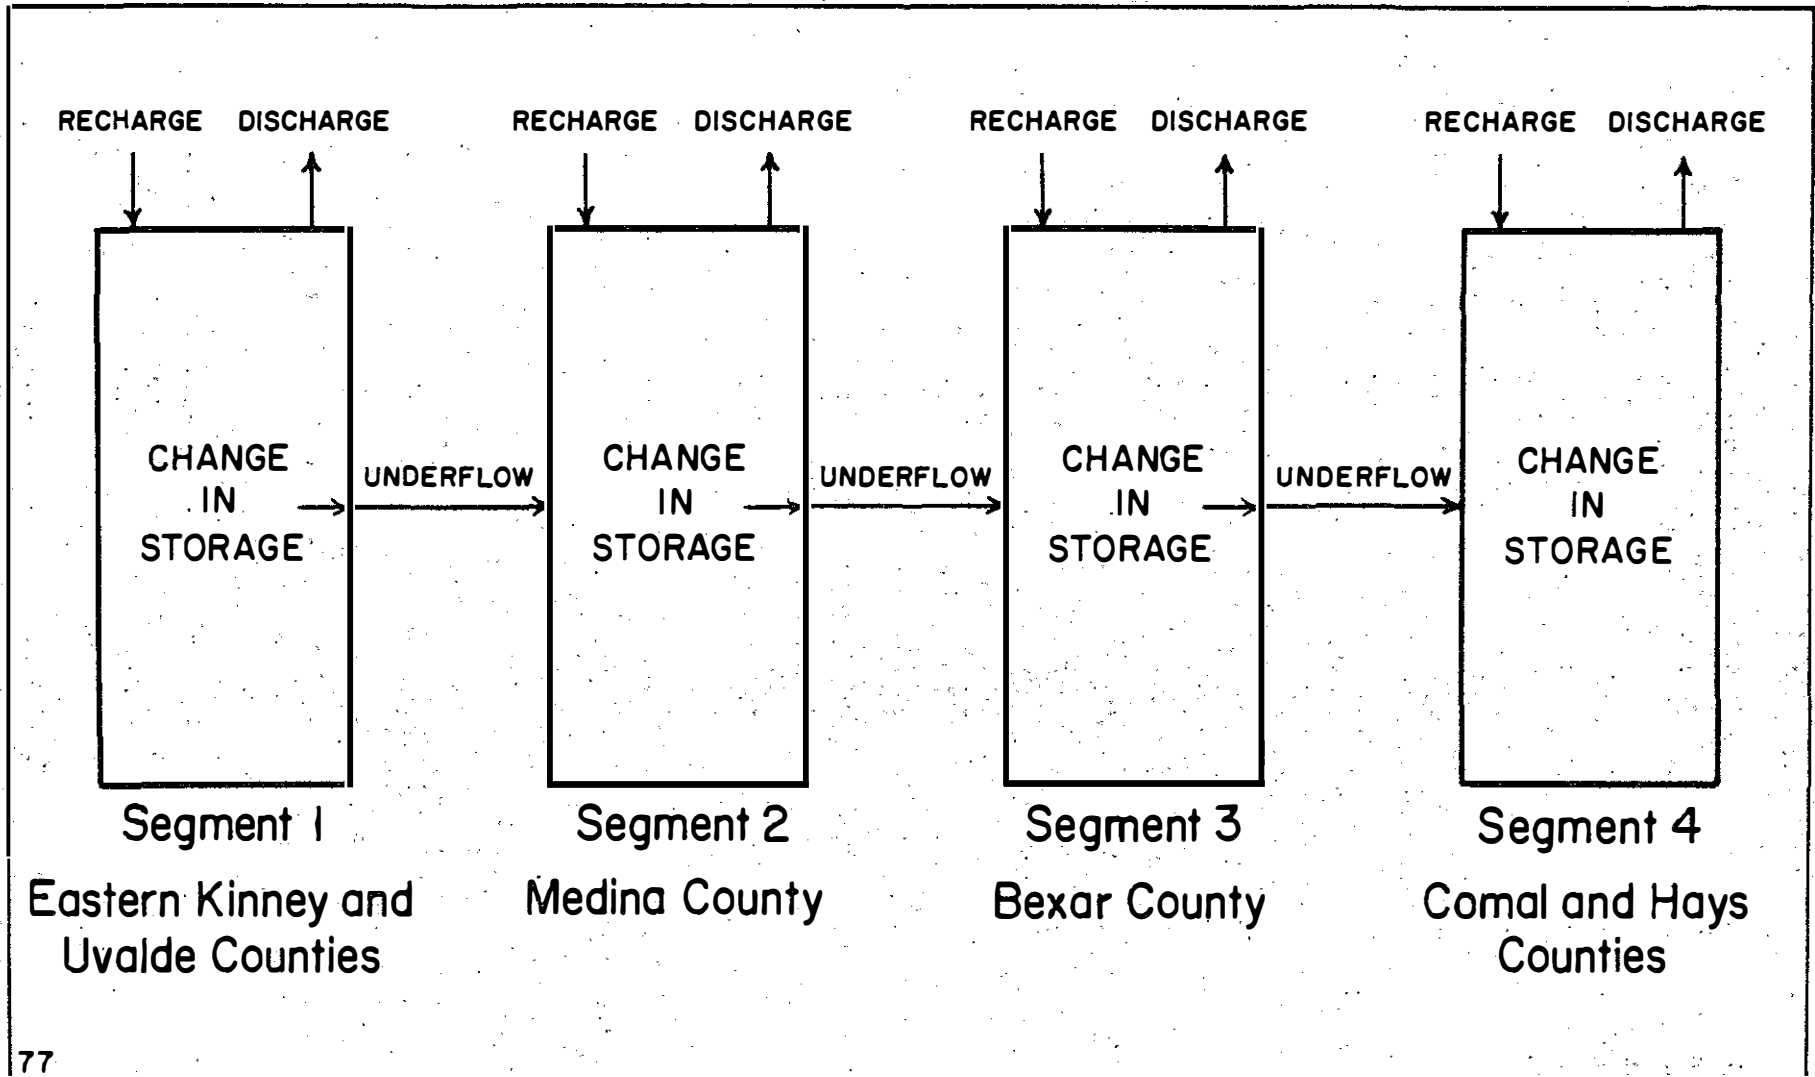 RECHARGE DISCHARGE RECHARGE DISCHARGE RECHARGE DISCHARGE RECHARGE DISCHARGE
CHANGE
IN
STORAGE
UNDERFLOW
CHANGE
IN
STORAGE
UNDERFLOW
CHANGE
IN
STORAGE
UNDERFLOW
CHANGE
IN
STORAGE
Segment 1
Eastern Kinney and
Uvalde Counties
Segment 2
Medina County
Segment 3
Bexar County
Segment 4
Comal and Hays
Counties
77